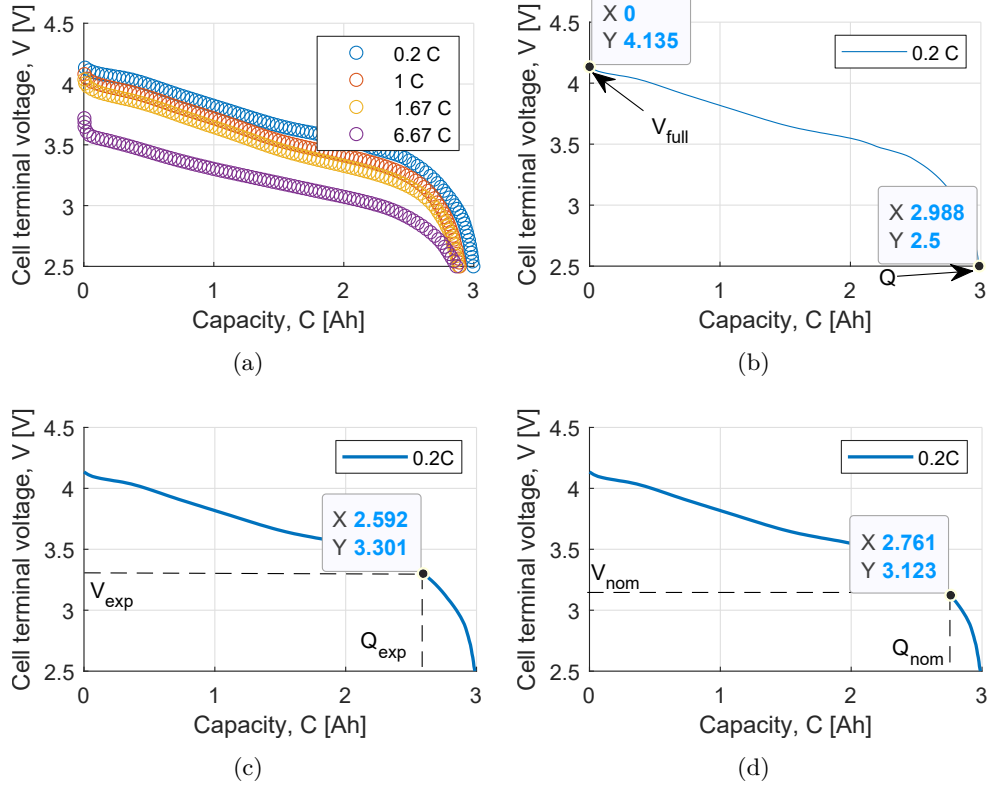 Cell terminal voltage, V [V]
4.5
4
3.5
3
2.5
0
1
2
3
Capacity, C [Ah]
0.2 C
1 C
1.67 C
6.67 C
(a)
Cell terminal voltage, V [V]
4.5
4
3.5
3
2.5
0
1
2
3
Capacity, C [Ah]
X 0
Y 4.135
0.2 C
V_full
X 2.988
Y 2.5
Q
(b)
Cell terminal voltage, V [V]
4.5
4
3.5
3
2.5
0
1
2
3
Capacity, C [Ah]
0.2C
X 2.592
Y 3.301
V_exp
Q_exp
(c)
Cell terminal voltage, V [V]
4.5
4
3.5
3
2.5
0
1
2
3
Capacity, C [Ah]
0.2C
X 2.761
Y 3.123
V_nom
Q_nom
(d)